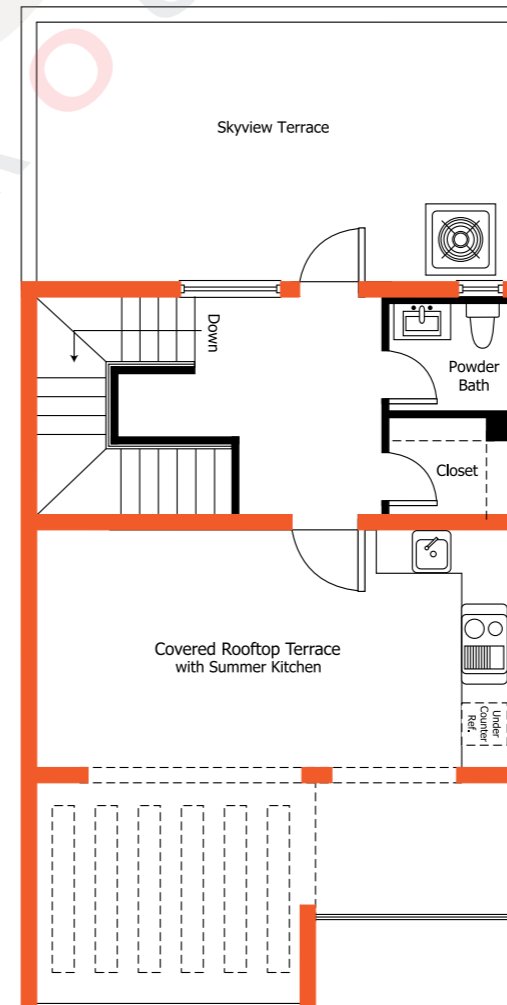 Skyview Terrace
Down
Powder
Bath
Closet
Covered Rooftop Terrace
with Summer Kitchen
Under
Counter
Ref.